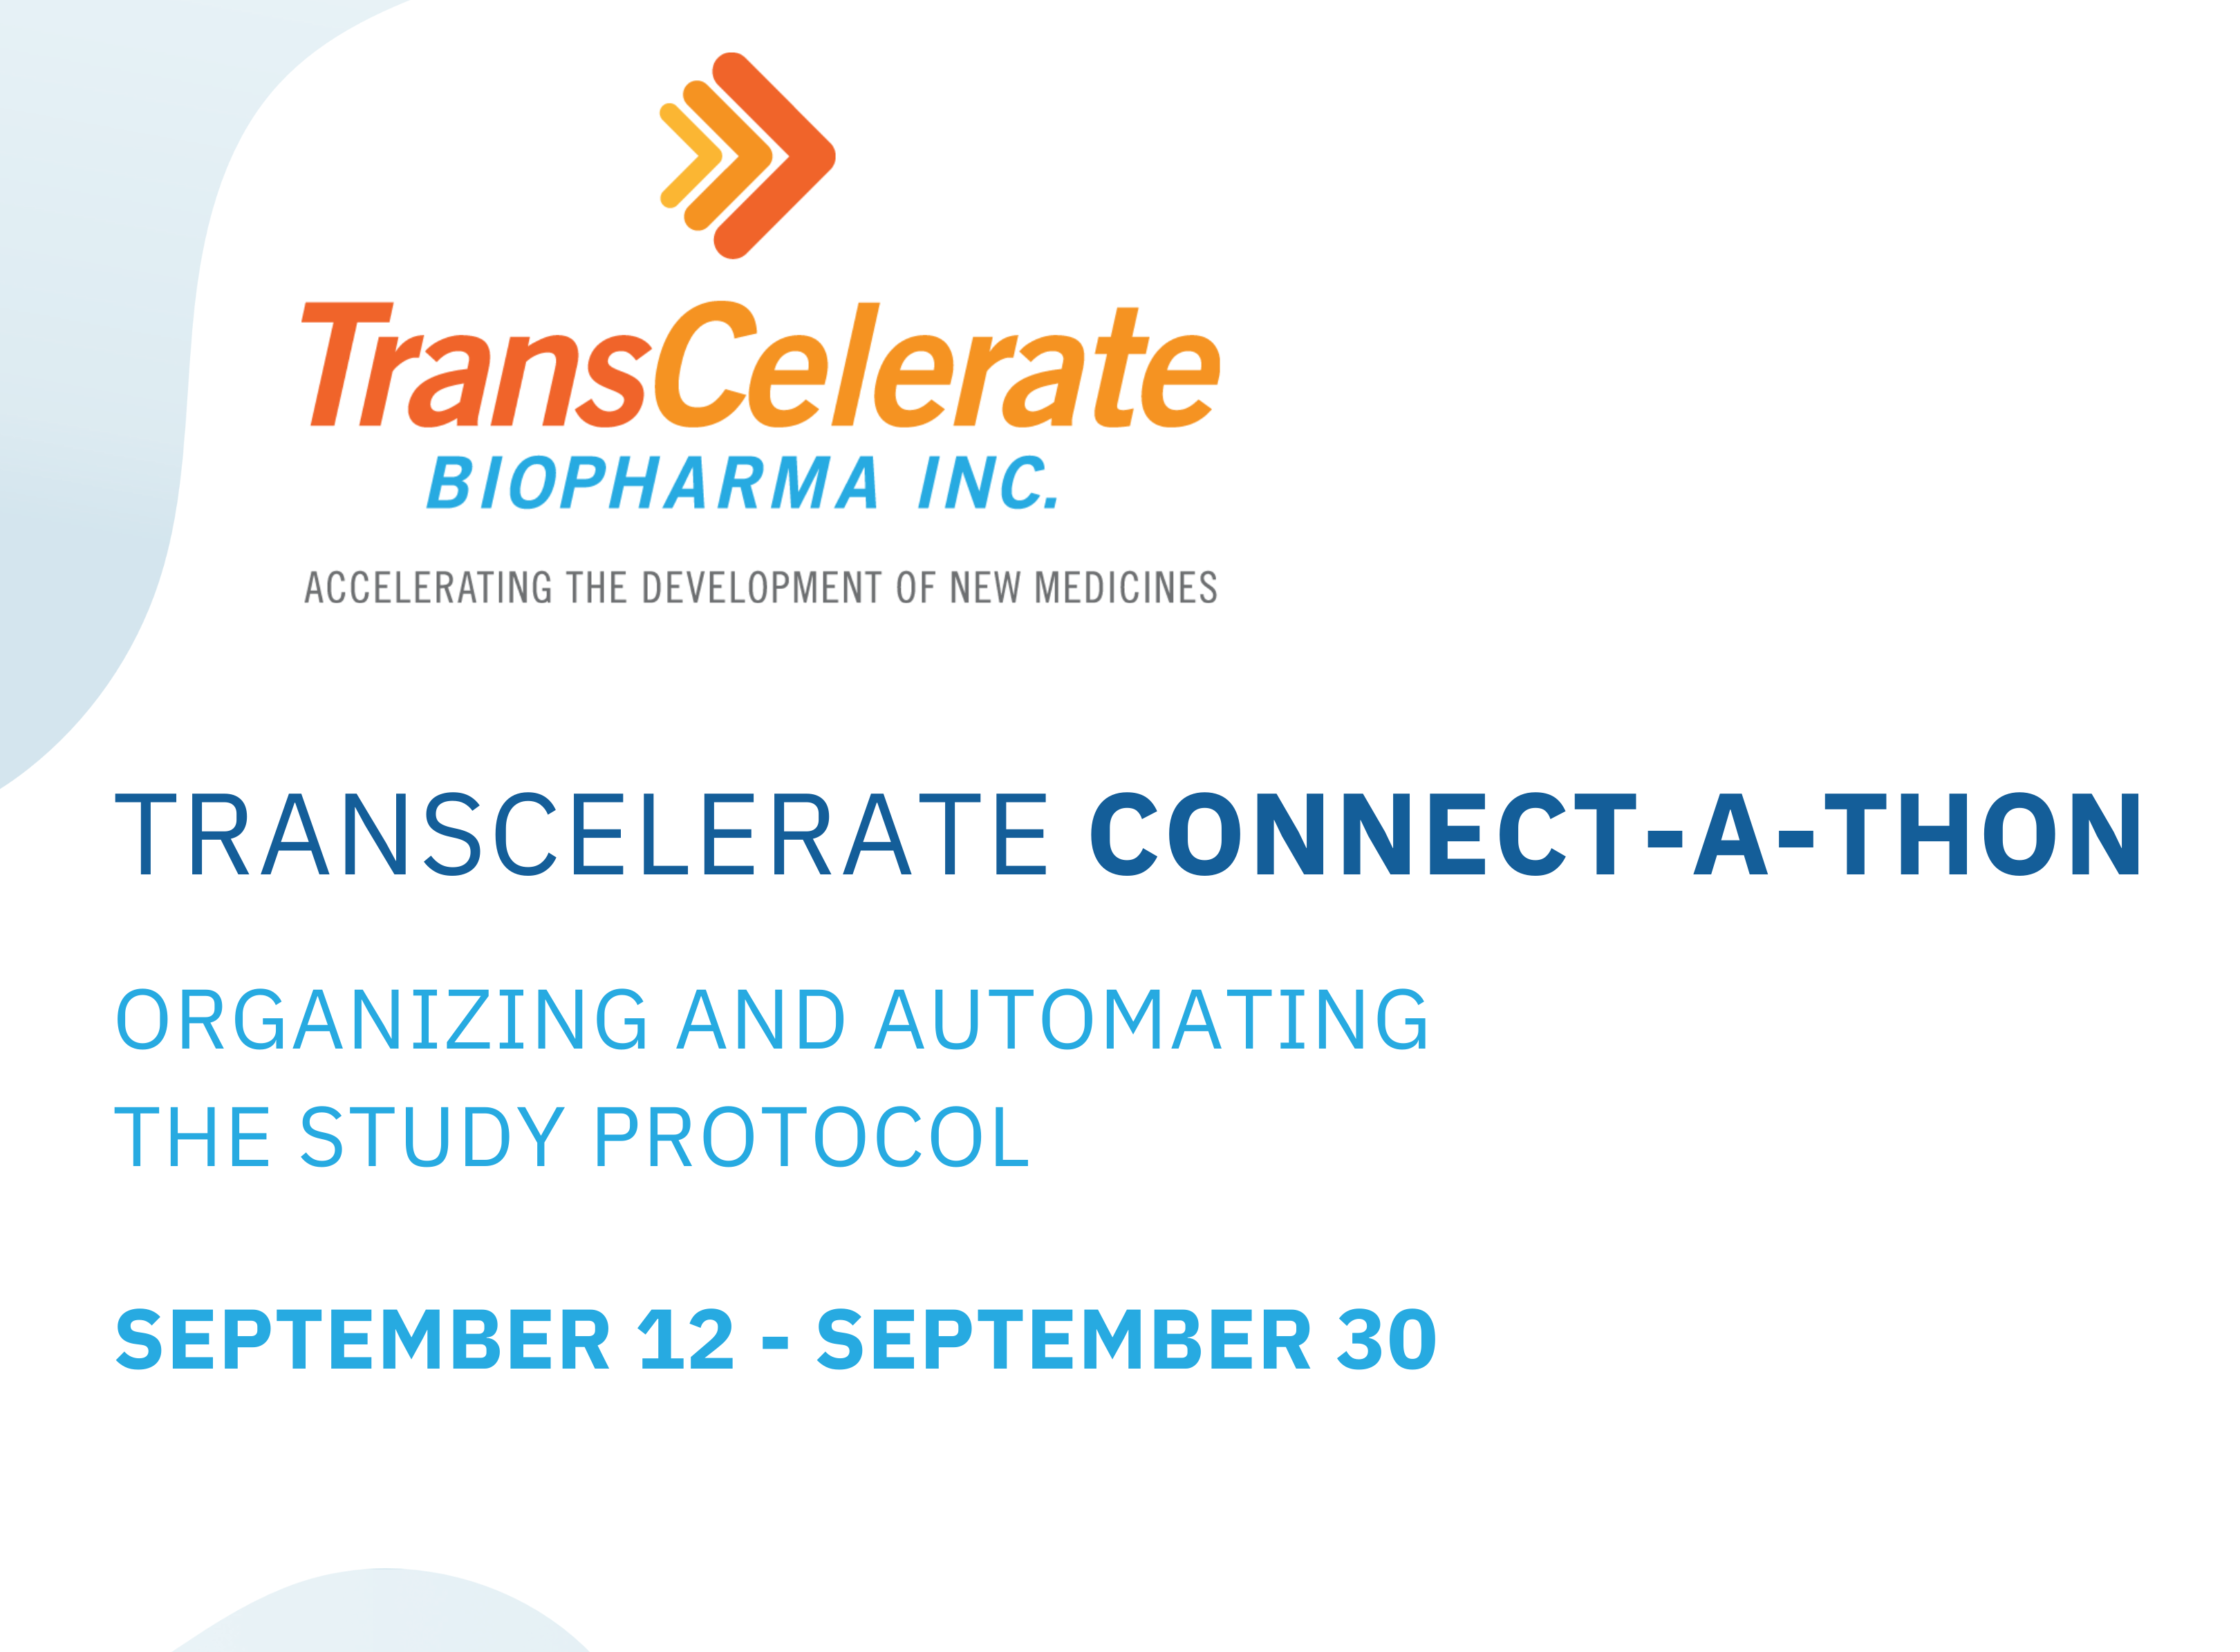 TransCelerate
BIOPHARMA INC.
ACCELERATING THE DEVELOPMENT OF NEW MEDICINES
TRANSCELERATE CONNECT-A-THON
ORGANIZING AND AUTOMATING
THE STUDY PROTOCOL
SEPTEMBER 12 - SEPTEMBER 30